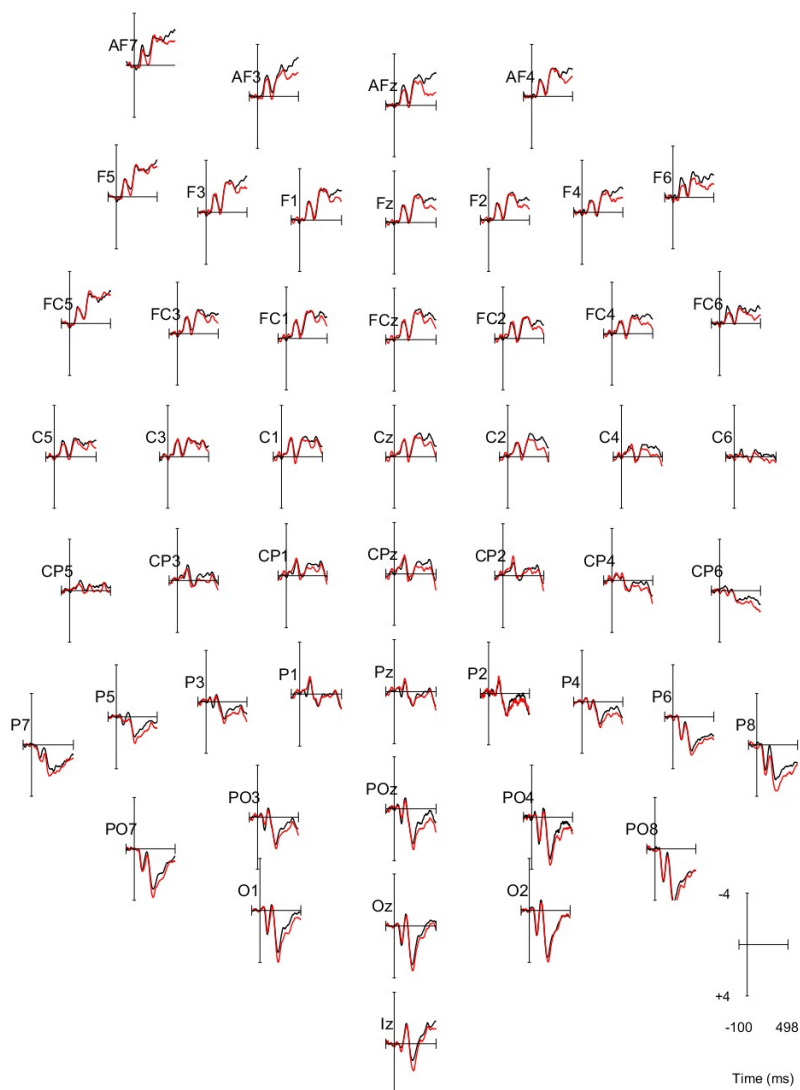 AF7
AF3 AFz AF4
F5 F3 F1 Fz F2 F4 F6
FC5 FC3 FC1 FCz FC2 FC4 FC6
C5 C3 C1 Cz C2 C4 C6
CP5 CP3 CP1 CPz CP2 CP4 CP6
P7 P5 P3 P1 Pz P2 P4 P6 P8
PO7 PO3 POz PO4 PO8
O1 Oz O2
-4
+4
Iz
-100 498
Time (ms)